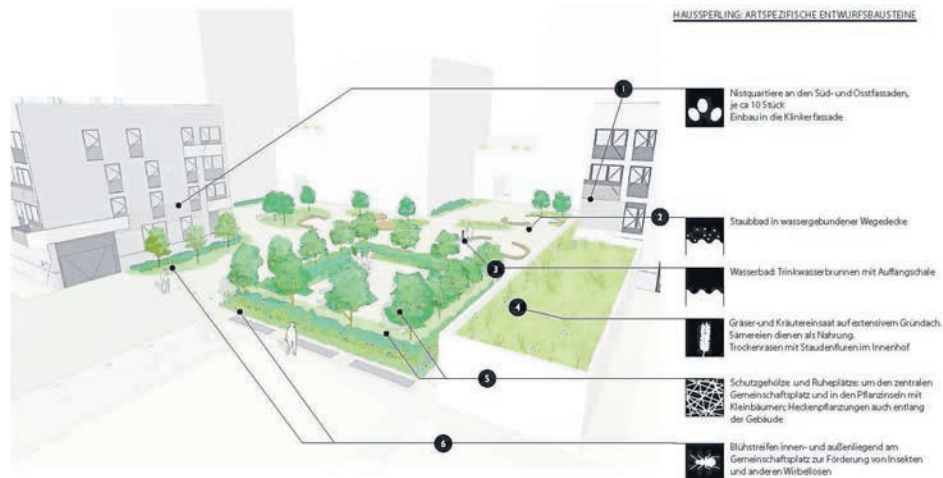 HAUSSPERLING: ARTSPEZIFISCHE ENTWURFSBAUSTEINE
1
Nistquartiere an den Süd- und Osstfassaden,
je ca 10 Stück
Einbau in die Klinkerfassade
2
Staubbad in wassergebundener Wegedecke
3
Wasserbad: Trinkwasserbrunnen mit Auffangschale
4
Gräser- und Kräutereinsaat auf extensivem Gründach,
Sämereien dienen als Nahrung.
Trockenrasen mit Staudenfluren im Innenhof
5
Schutzgehölze und Ruheplätze: um den zentralen
Gemeinschaftsplatz und in den Pflanzinseln mit
Kleinbäumen; Heckenpflanzungen auch entlang
der Gebäude
6
Blühstreifen innen- und außenliegend am
Gemeinschaftsplatz zur Förderung von Insekten
und anderen Wirbellosen